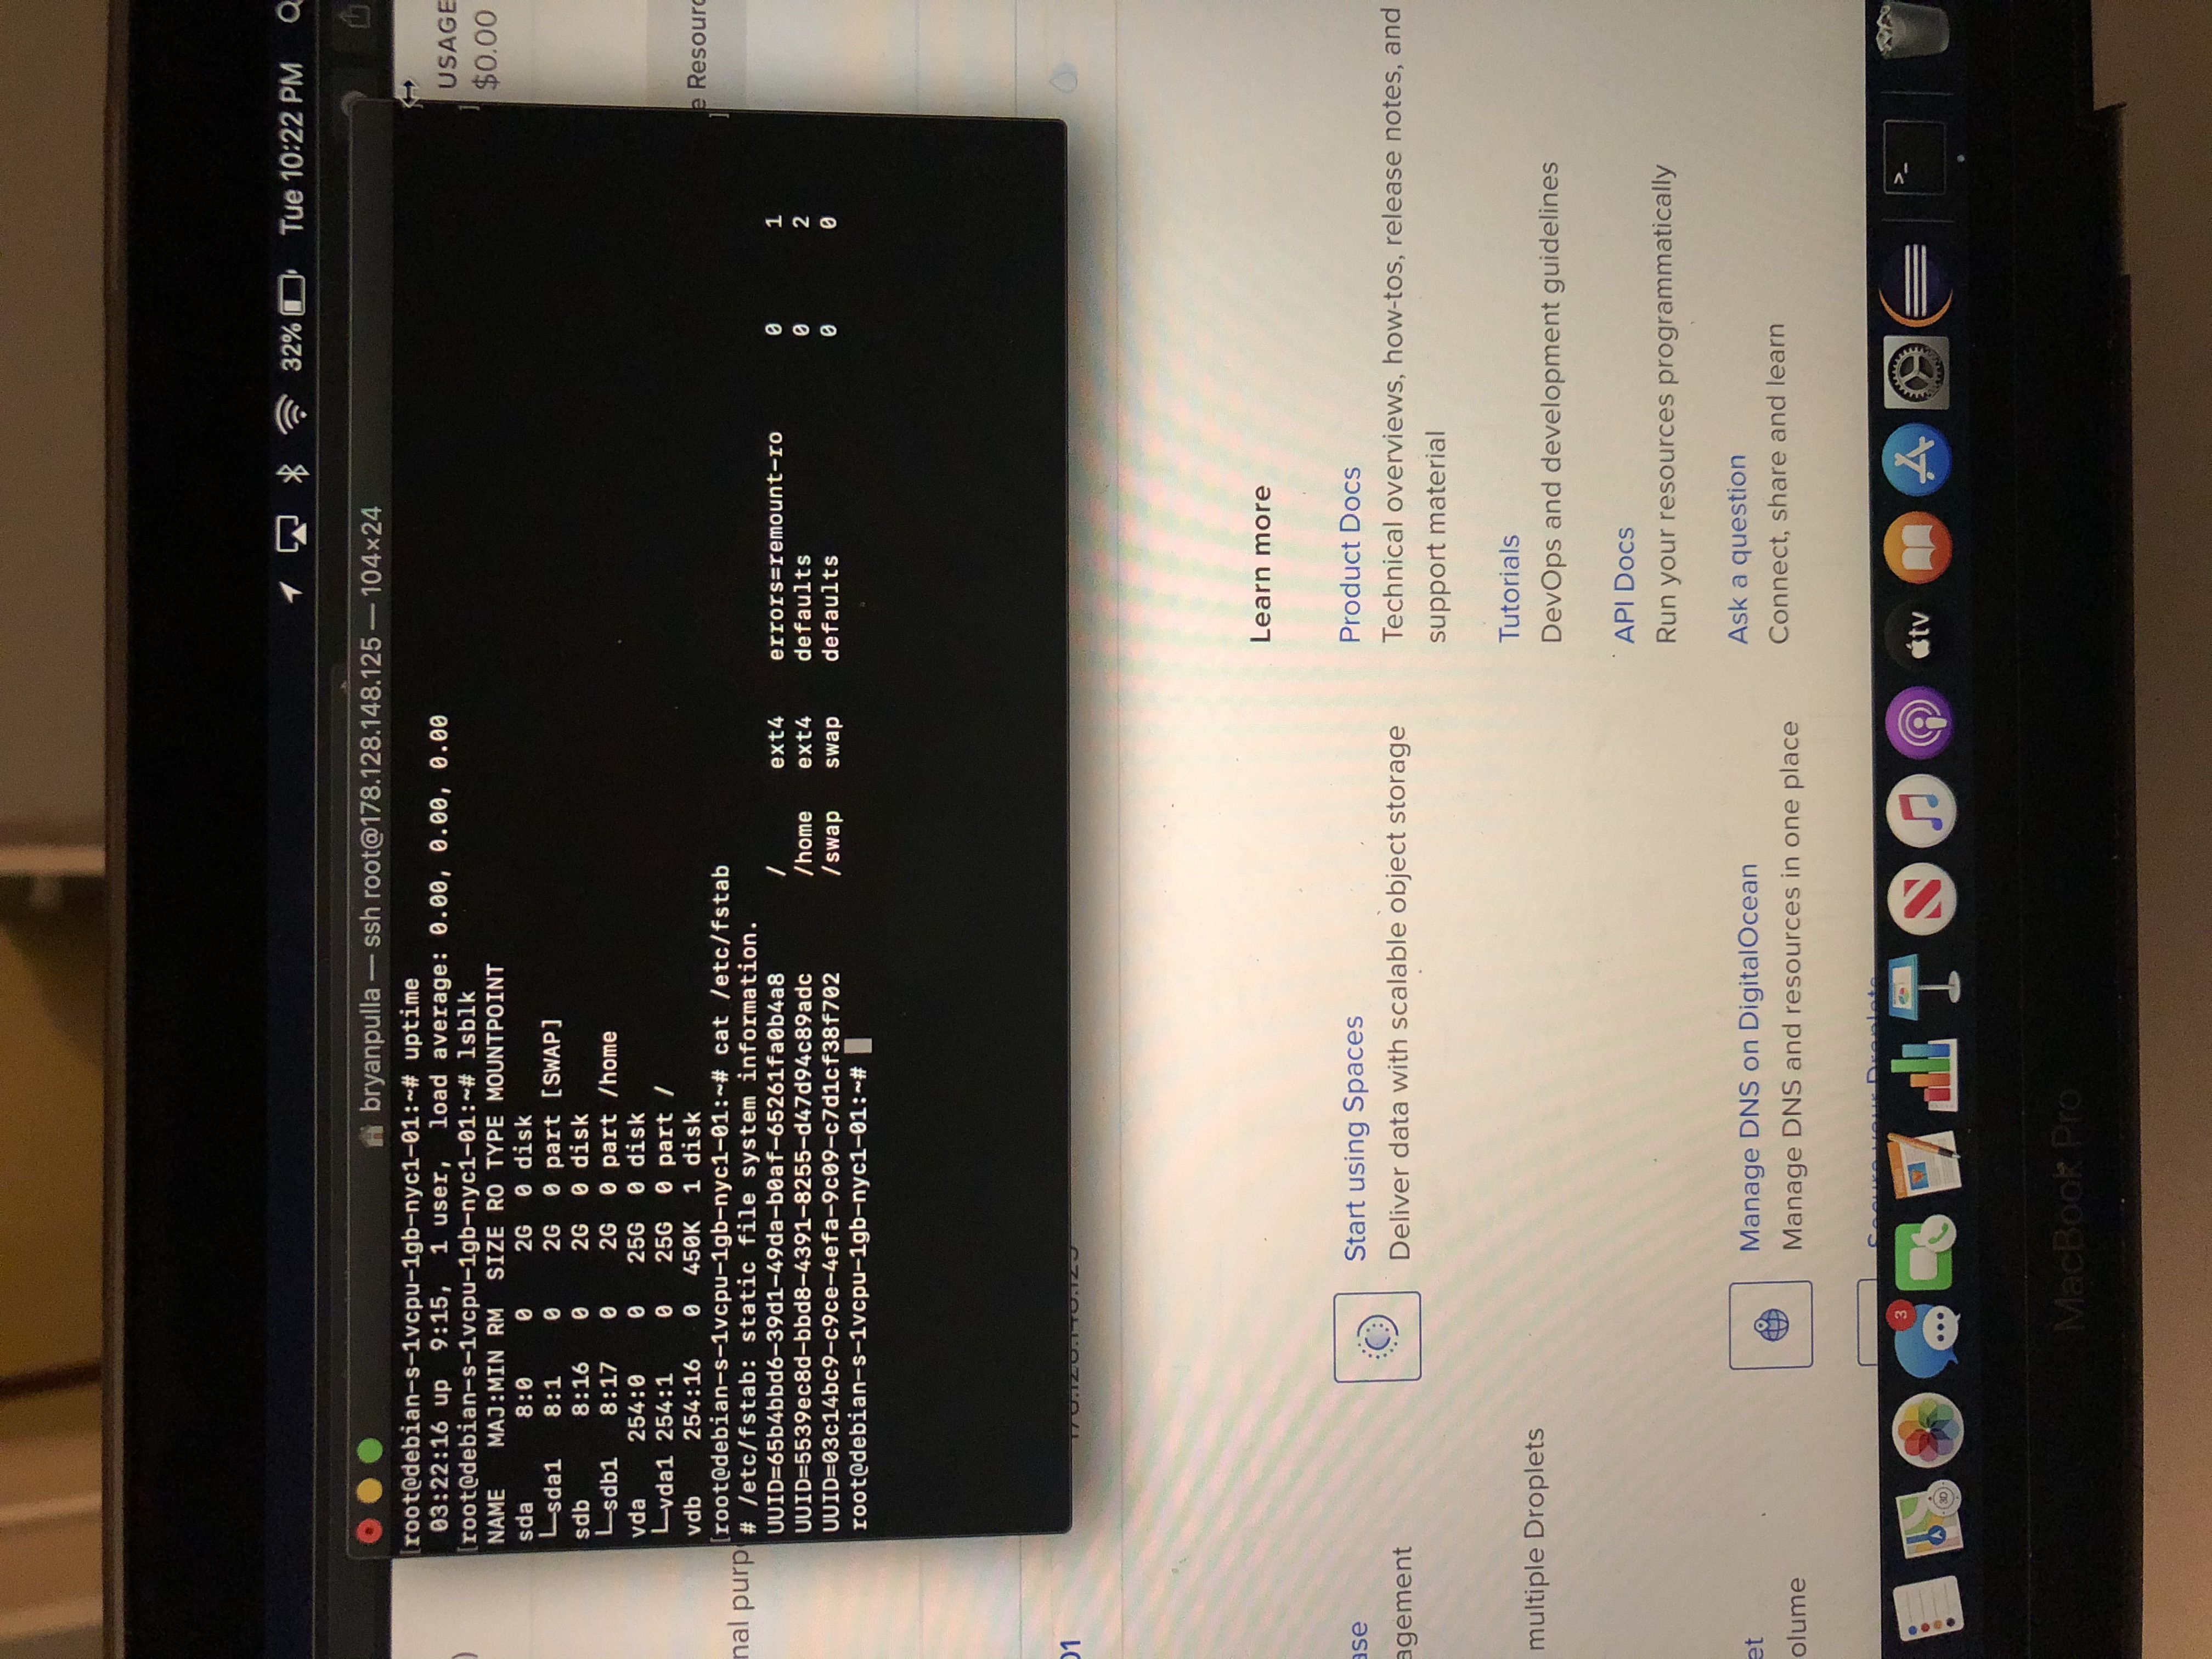 32% Tue 10:22 PM
bryanpulla — ssh root@178.128.148.125 — 104×24
[root@debian-s-1vcpu-1gb-nyc1-01:~# uptime
03:22:16 up 9:15, 1 user, load average: 0.00, 0.00, 0.00
[root@debian-s-1vcpu-1gb-nyc1-01:~# lsblk ]
NAME MAJ:MIN RM SIZE RO TYPE MOUNTPOINT
sda 8:0 0 2G 0 disk
└─sda1 8:1 0 2G 0 part [SWAP]
sdb 8:16 0 2G 0 disk
└─sdb1 8:17 0 2G 0 part /home
vda 254:0 0 25G 0 disk
└─vda1 254:1 0 25G 0 part /
vdb 254:16 0 450K 1 disk
[root@debian-s-1vcpu-1gb-nyc1-01:~# cat /etc/fstab ]
# /etc/fstab: static file system information.
UUID=65b4bbd6-39d1-49da-b0af-65261fa0b4a8 / ext4 errors=remount-ro 0 1
UUID=5539ec8d-bbd8-4391-8255-d47d94c89adc /home ext4 defaults 0 2
UUID=03c14bc9-c9ce-4efa-9c09-c7d1cf38f702 /swap swap defaults 0 0
root@debian-s-1vcpu-1gb-nyc1-01:~#
USAGE
$0.00
e Resourc
)
nal purp
01
178.128.148.125
Learn more
ase
agement
Start using Spaces
Deliver data with scalable object storage
Product Docs
Technical overviews, how-tos, release notes, and
support material
multiple Droplets
Tutorials
DevOps and development guidelines
API Docs
Run your resources programmatically
et
olume
Manage DNS on DigitalOcean
Manage DNS and resources in one place
Ask a question
Connect, share and learn
Secure your Droplets
3
3D
tv
>_
MacBook Pro